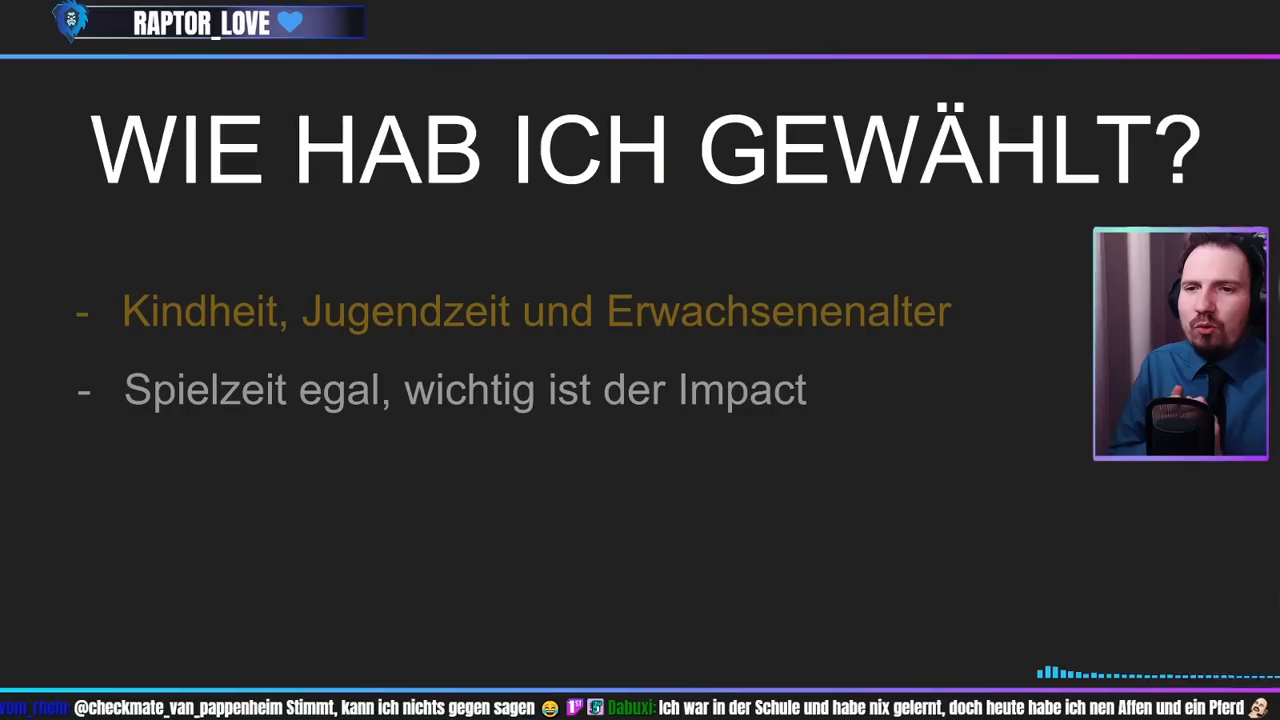 RAPTOR_LOVE
WIE HAB ICH GEWÄHLT?
- Kindheit, Jugendzeit und Erwachsenenalter
- Spielzeit egal, wichtig ist der Impact
@checkmate_van_pappenheim Stimmt, kann ich nichts gegen sagen 😂 1ST Dabuxi: Ich war in der Schule und habe nix gelernt, doch heute habe ich nen Affen und ein Pferd